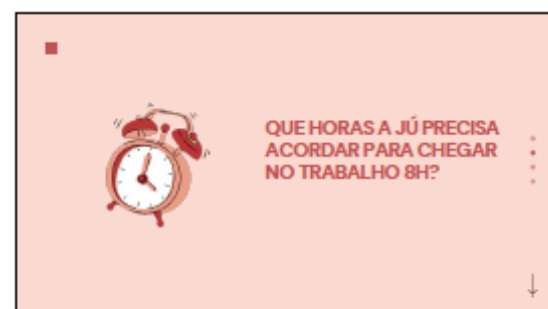 QUE HORAS A JÚ PRECISA
ACORDAR PARA CHEGAR
NO TRABALHO 8H?